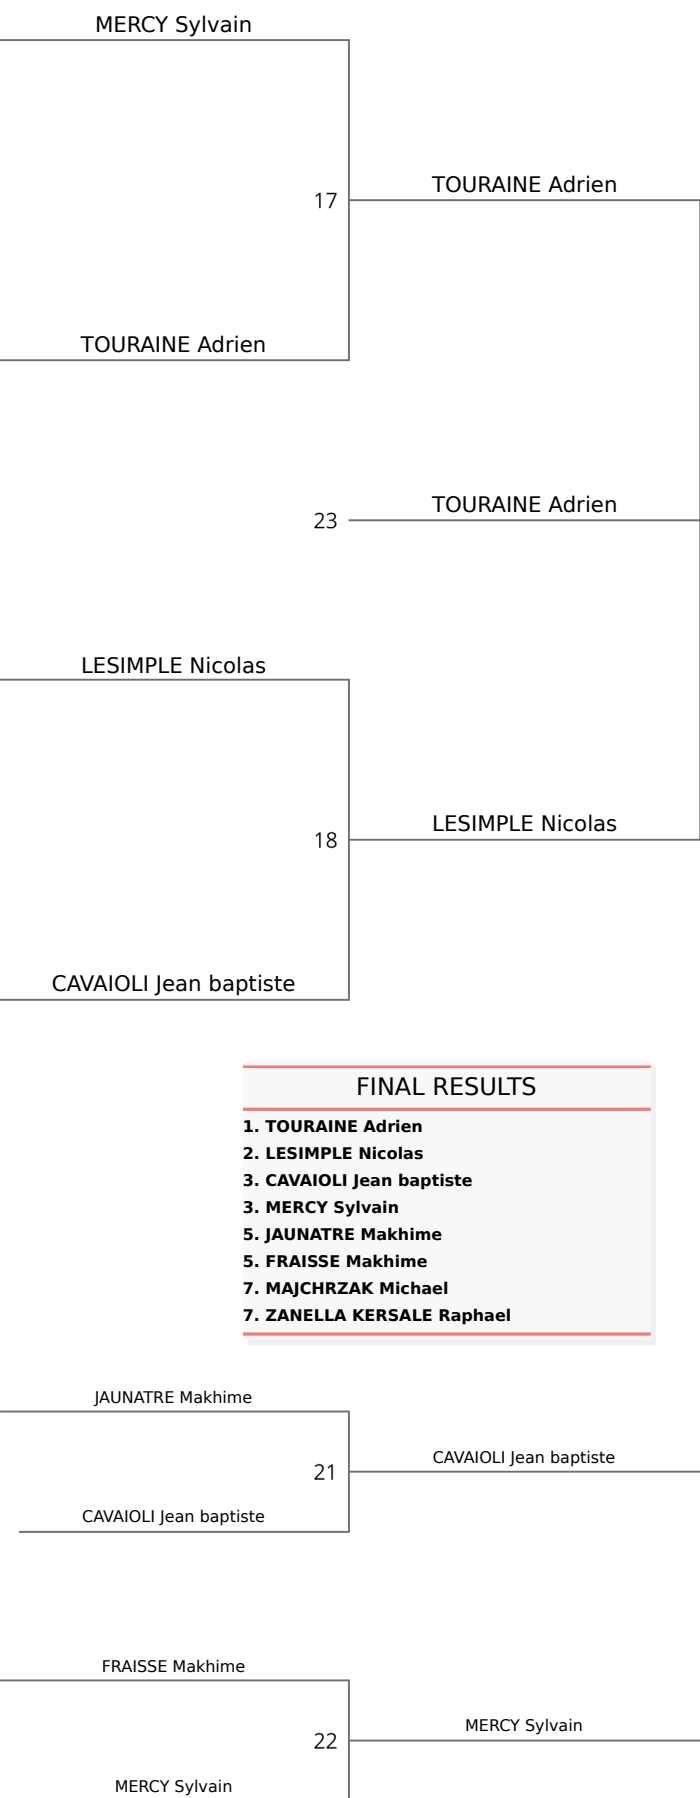 MERCY Sylvain
17
TOURAINE Adrien
TOURAINE Adrien
23
TOURAINE Adrien
LESIMPLE Nicolas
18
LESIMPLE Nicolas
CAVAIOLI Jean baptiste
FINAL RESULTS
1. TOURAINE Adrien
2. LESIMPLE Nicolas
3. CAVAIOLI Jean baptiste
3. MERCY Sylvain
5. JAUNATRE Makhime
5. FRAISSE Makhime
7. MAJCHRZAK Michael
7. ZANELLA KERSALE Raphael
JAUNATRE Makhime
21
CAVAIOLI Jean baptiste
CAVAIOLI Jean baptiste
FRAISSE Makhime
22
MERCY Sylvain
MERCY Sylvain